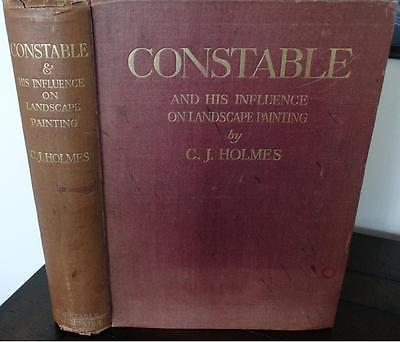 CONSTABLE
&
HIS INFLUENCE
ON
LANDSCAPE
PAINTING
C.J.HOLMES
CONSTABLE
AND HIS INFLUENCE
ON LANDSCAPE PAINTING
by
C. J. HOLMES